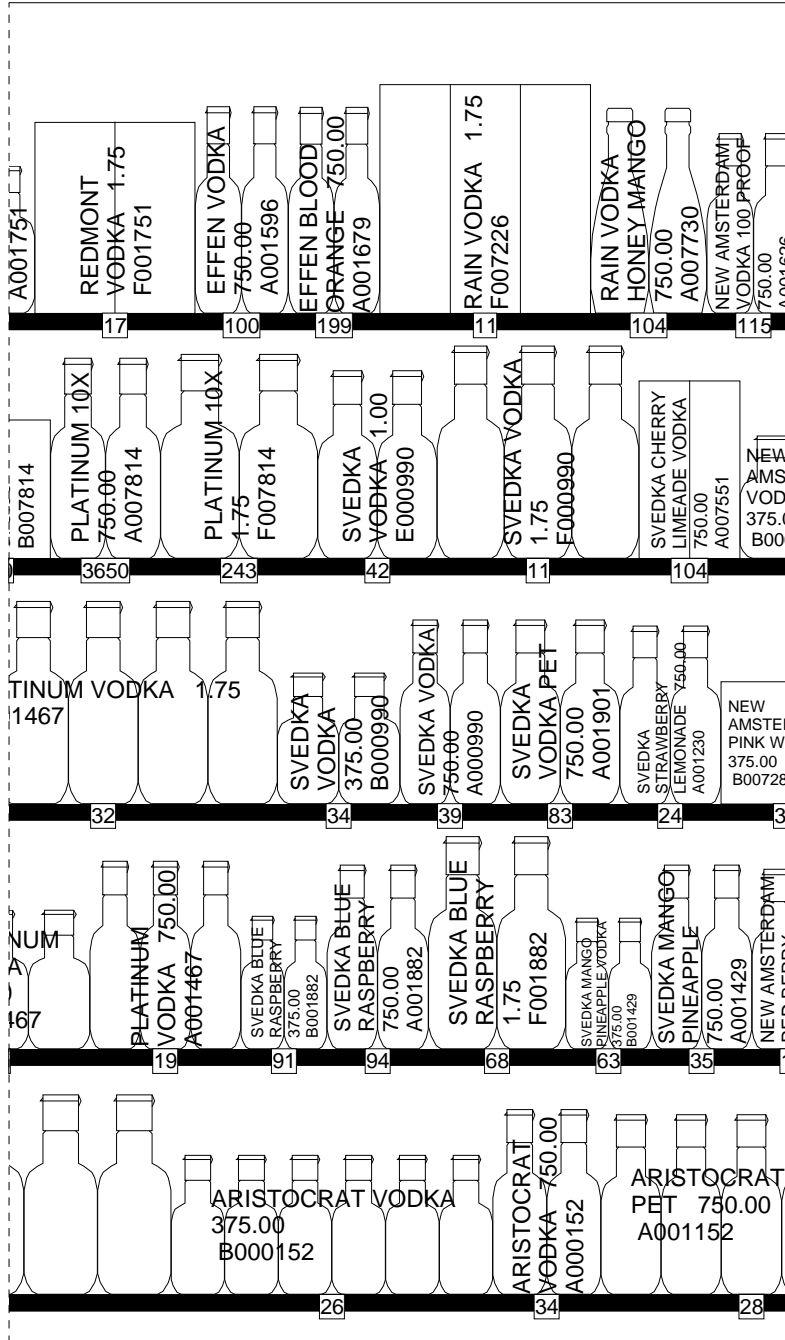 A001751
REDMONT
VODKA 1.75
F001751
EFFEN VODKA
750.00
A001596
EFFEN BLOOD
ORANGE 750.00
A001679
RAIN VODKA 1.75
F007226
RAIN VODKA
HONEY MANGO
750.00
A007730
NEW AMSTERDAM
VODKA 100 PROOF
750.00
17
100
199
11
104
115
B007814
PLATINUM 10X
750.00
A007814
PLATINUM 10X
1.75
F007814
SVEDKA
VODKA 1.00
E000990
SVEDKA VODKA
1.75
F000990
SVEDKA CHERRY
LIMEADE VODKA
750.00
A007551
NEW
AMS
VOD
375.0
B000
3650
243
42
11
104
TINUM VODKA 1.75
1467
SVEDKA
VODKA
375.00
B000990
SVEDKA VODKA
750.00
A000990
SVEDKA
VODKA PET
750.00
A001901
SVEDKA
STRAWBERRY
LEMONADE 750.00
A001230
NEW
AMSTE
PINK W
375.00
B00728
32
34
39
83
24
3
NUM
A
467
PLATINUM
VODKA 750.00
A001467
SVEDKA BLUE
RASPBERRY
375.00
B001882
SVEDKA BLUE
RASPBERRY
750.00
A001882
SVEDKA BLUE
RASPBERRY
1.75
F001882
SVEDKA MANGO
PINEAPPLE VODKA
375.00
B001429
SVEDKA MANGO
PINEAPPLE
750.00
A001429
NEW AMSTERDAM
RED BERRY
19
91
94
68
63
35
ARISTOCRAT VODKA
375.00
B000152
ARISTOCRAT
VODKA 750.00
A000152
ARISTOCRAT
PET 750.00
A001152
26
34
28